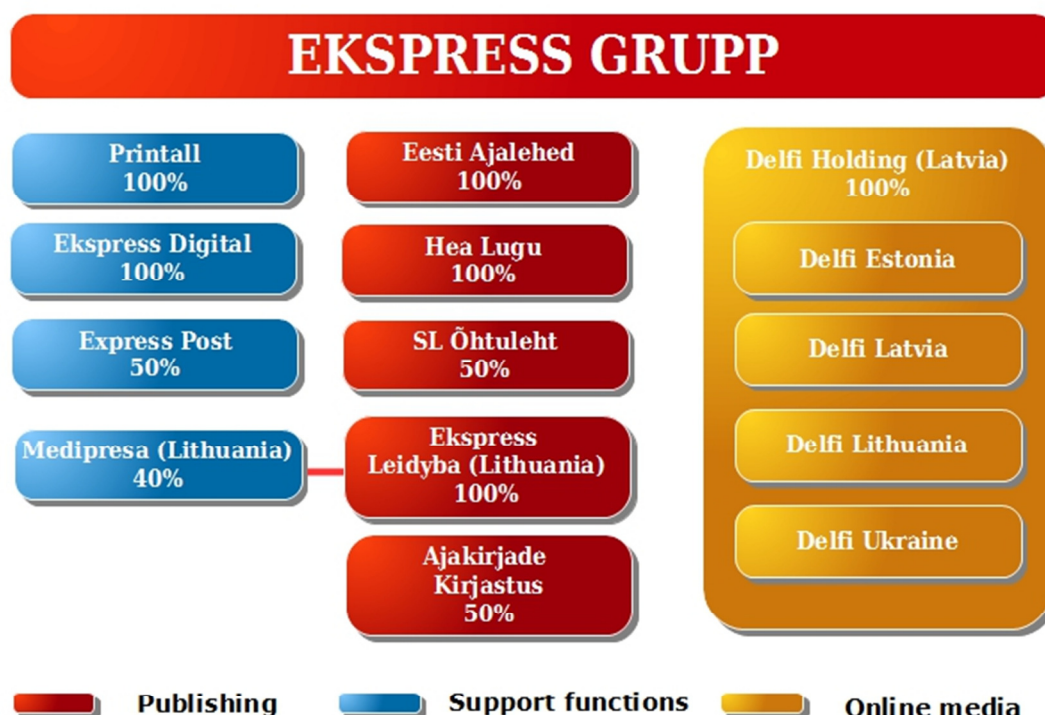 EKSPRESS GRUPP
Printall
100%
Ekspress Digital
100%
Express Post
50%
Medipresa (Lithuania)
40%
Eesti Ajalehed
100%
Hea Lugu
100%
SL Õhtuleht
50%
Ekspress
Leidyba (Lithuania)
100%
Ajakirjade
Kirjastus
50%
Delfi Holding (Latvia)
100%
Delfi Estonia
Delfi Latvia
Delfi Lithuania
Delfi Ukraine
Publishing
Support functions
Online media